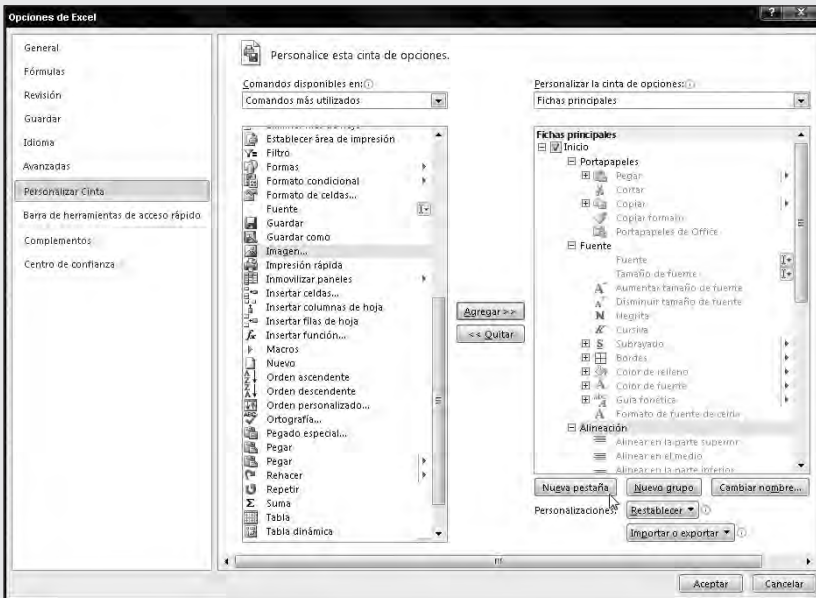 Opciones de Excel
General
Fórmulas
Revisión
Guardar
Idioma
Avanzadas
Personalizar Cinta
Barra de herramientas de acceso rápido
Complementos
Centro de confianza
Personalice esta cinta de opciones.
Comandos disponibles en:
Comandos más utilizados
Establecer área de impresión
Filtro
Formas
Formato condicional
Formato de celdas...
Fuente
Guardar
Guardar como
Imagen...
Impresión rápida
Inmovilizar paneles
Insertar celdas...
Insertar columnas de hoja
Insertar filas de hoja
Insertar función...
Macros
Nuevo
Orden ascendente
Orden descendente
Orden personalizado...
Ortografía...
Pegado especial...
Pegar
Pegar
Rehacer
Repetir
Suma
Tabla
Tabla dinámica
Agregar >>
<< Quitar
Personalizar la cinta de opciones:
Fichas principales
Fichas principales
Inicio
Portapapeles
Pegar
Cortar
Copiar
Copiar formato
Portapapeles de Office
Fuente
Fuente
Tamaño de fuente
Aumentar tamaño de fuente
Disminuir tamaño de fuente
Negrita
Cursiva
Subrayado
Bordes
Color de relleno
Color de fuente
Guía fonética
Formato de fuente de celda
Alineación
Alinear en la parte superior
Alinear en el medio
Alinear en la parte inferior
Nueva pestaña
Nuevo grupo
Cambiar nombre...
Personalizaciones:
Restablecer
Importar o exportar
Aceptar
Cancelar